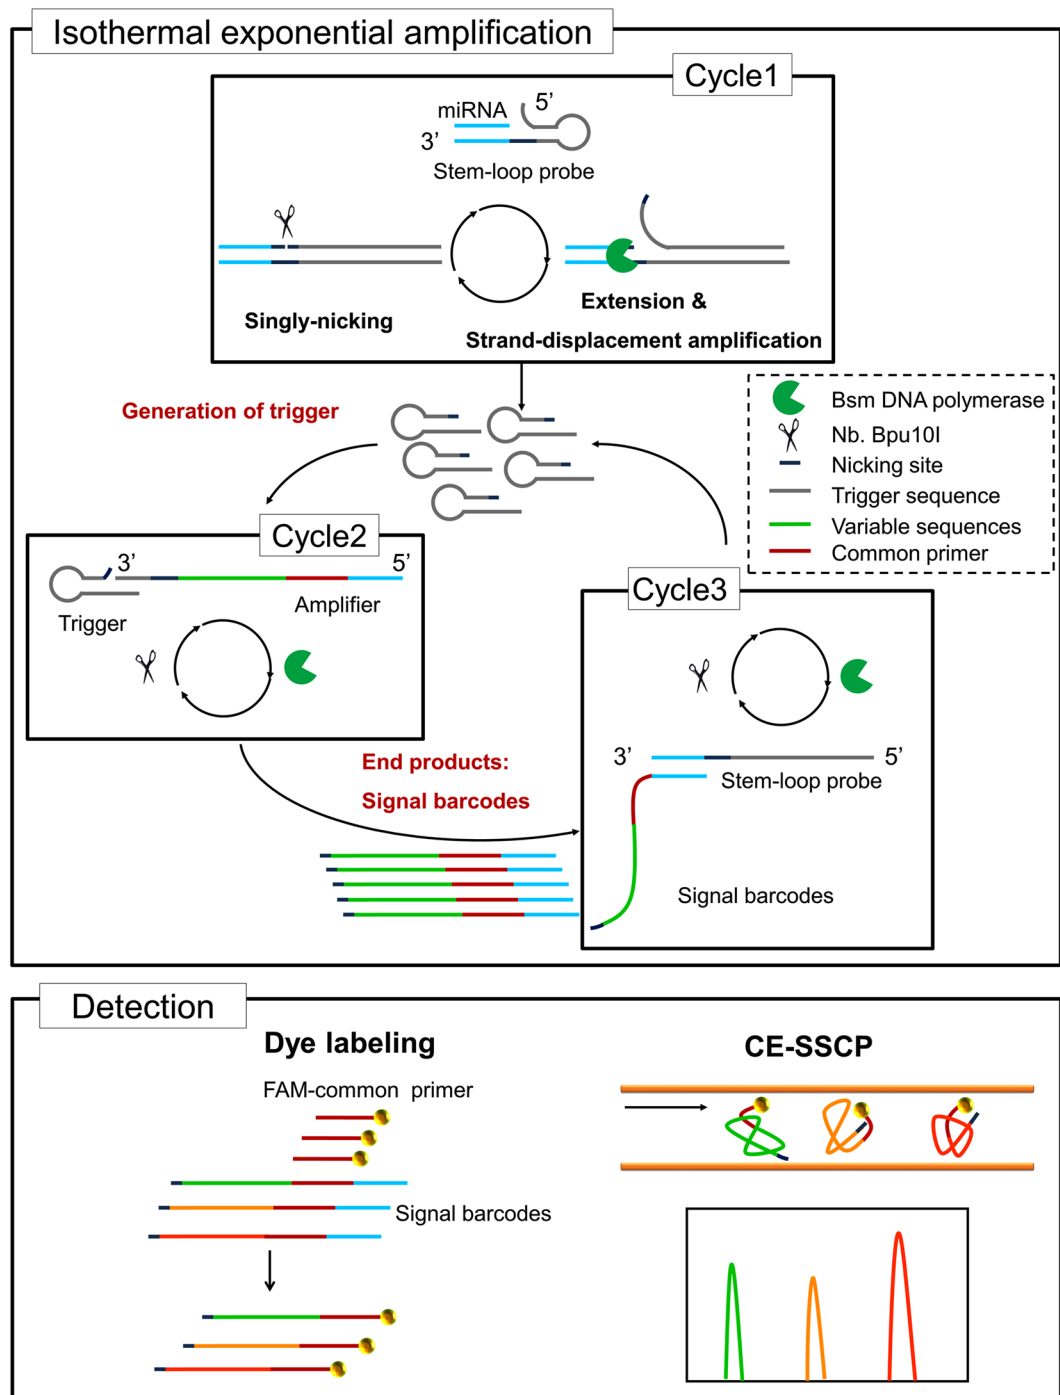 Isothermal exponential amplification
Cycle1
miRNA
5’
3’
Stem-loop probe
Singly-nicking
Extension &
Strand-displacement amplification
Generation of trigger
Bsm DNA polymerase
Nb. Bpu10I
Nicking site
Trigger sequence
Variable sequences
Common primer
Cycle2
3’
5’
Trigger
Amplifier
End products:
Signal barcodes
Cycle3
3’
5’
Stem-loop probe
Signal barcodes
Detection
Dye labeling
FAM-common primer
Signal barcodes
CE-SSCP